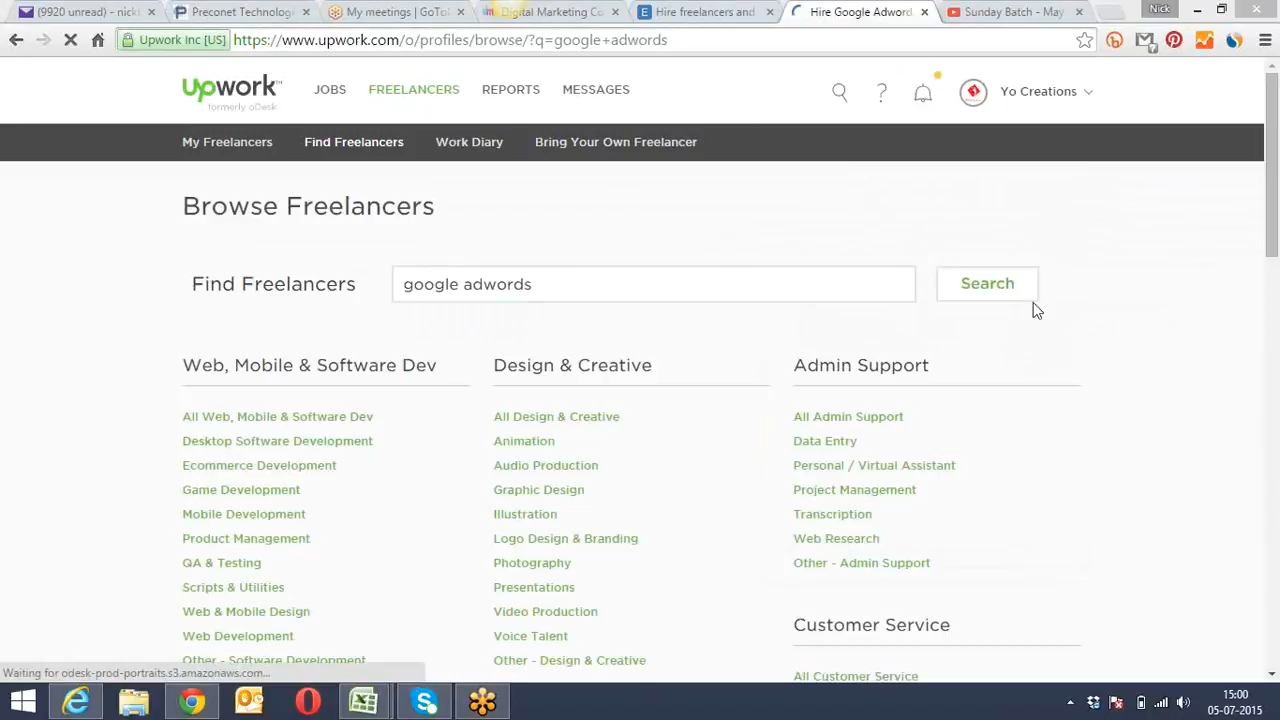 (9920 unread) - nick
Preconet Technolog
My meetings | GoTo
Digital Marketing Co
Hire freelancers and
Hire Google Adword
Sunday Batch - May
Nick
Upwork Inc [US]
https://www.upwork.com/o/profiles/browse/?q=google+adwords
Upwork
formerly oDesk
JOBS
FREELANCERS
REPORTS
MESSAGES
?
Yo Creations
My Freelancers
Find Freelancers
Work Diary
Bring Your Own Freelancer
Browse Freelancers
Find Freelancers
google adwords
Search
Web, Mobile & Software Dev
All Web, Mobile & Software Dev
Desktop Software Development
Ecommerce Development
Game Development
Mobile Development
Product Management
QA & Testing
Scripts & Utilities
Web & Mobile Design
Web Development
Other - Software Development
Design & Creative
All Design & Creative
Animation
Audio Production
Graphic Design
Illustration
Logo Design & Branding
Photography
Presentations
Video Production
Voice Talent
Other - Design & Creative
Admin Support
All Admin Support
Data Entry
Personal / Virtual Assistant
Project Management
Transcription
Web Research
Other - Admin Support
Customer Service
All Customer Service
Waiting for odesk-prod-portraits.s3.amazonaws.com...
15:00
05-07-2015